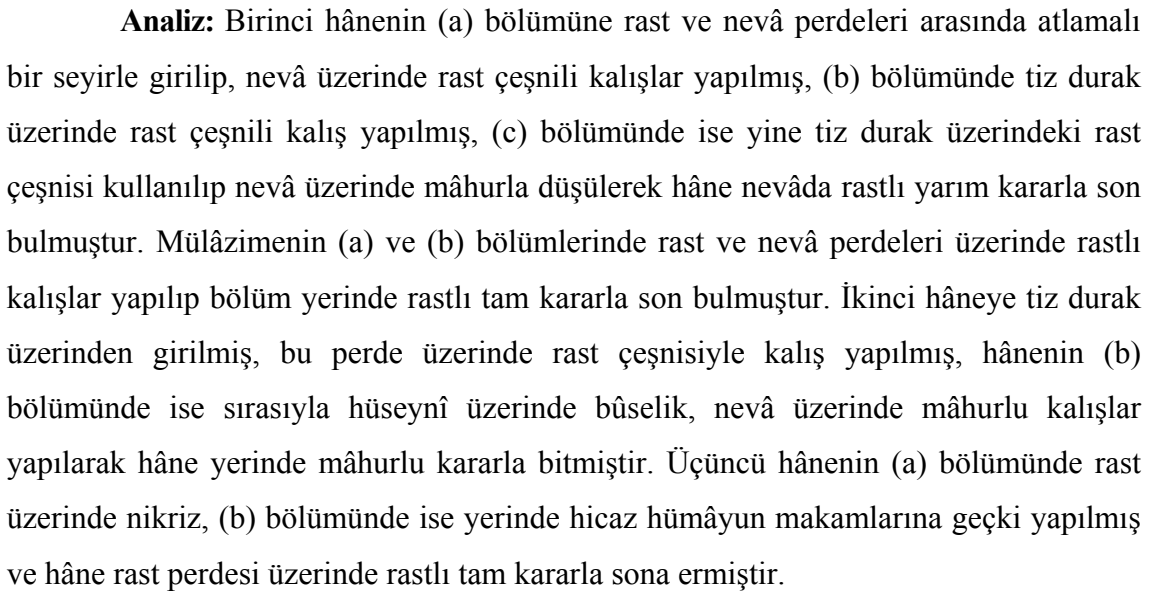 Analiz: Birinci hânenin (a) bölümüne rast ve nevâ perdeleri arasında atlamalı
bir seyirle girilip, nevâ üzerinde rast çeşnili kalışlar yapılmış, (b) bölümünde tiz durak
üzerinde rast çeşnili kalış yapılmış, (c) bölümünde ise yine tiz durak üzerindeki rast
çeşnisi kullanılıp nevâ üzerinde mâhurla düşülerek hâne nevâda rastlı yarım kararla son
bulmuştur. Mülâzimenin (a) ve (b) bölümlerinde rast ve nevâ perdeleri üzerinde rastlı
kalışlar yapılıp bölüm yerinde rastlı tam kararla son bulmuştur. İkinci hâneye tiz durak
üzerinden girilmiş, bu perde üzerinde rast çeşnisiyle kalış yapılmış, hânenin (b)
bölümünde ise sırasıyla hüseynî üzerinde bûselik, nevâ üzerinde mâhurlu kalışlar
yapılarak hâne yerinde mâhurlu kararla bitmiştir. Üçüncü hânenin (a) bölümünde rast
üzerinde nikriz, (b) bölümünde ise yerinde hicaz hümâyun makamlarına geçki yapılmış
ve hâne rast perdesi üzerinde rastlı tam kararla sona ermiştir.